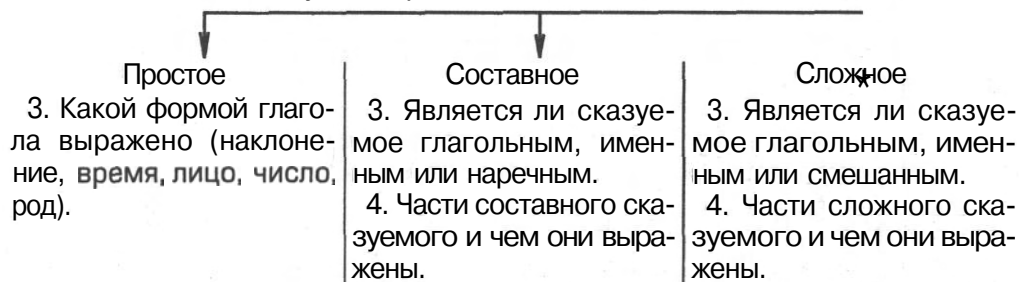 Простое
3. Какой формой глаго-
ла выражено (наклоне-
ние, время, лицо, число,
род).
Составное
3. Является ли сказуе-
мое глагольным, имен-
ным или наречным.
4. Части составного ска-
зуемого и чем они выра-
жены.
Сложное
3. Является ли сказуе-
мое глагольным, имен-
ным или смешанным.
4. Части сложного ска-
зуемого и чем они выра-
жены.